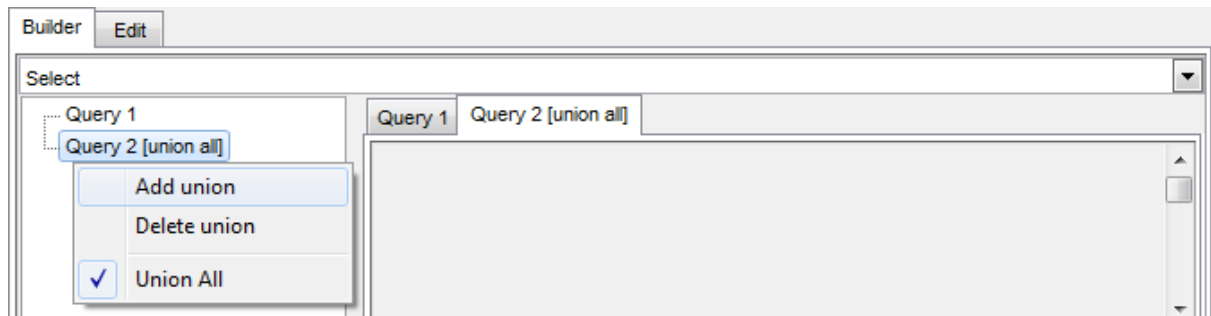 Builder Edit
Select
Query 1
Query 2 [union all]
Query 1 Query 2 [union all]
Add union
Delete union
Union All